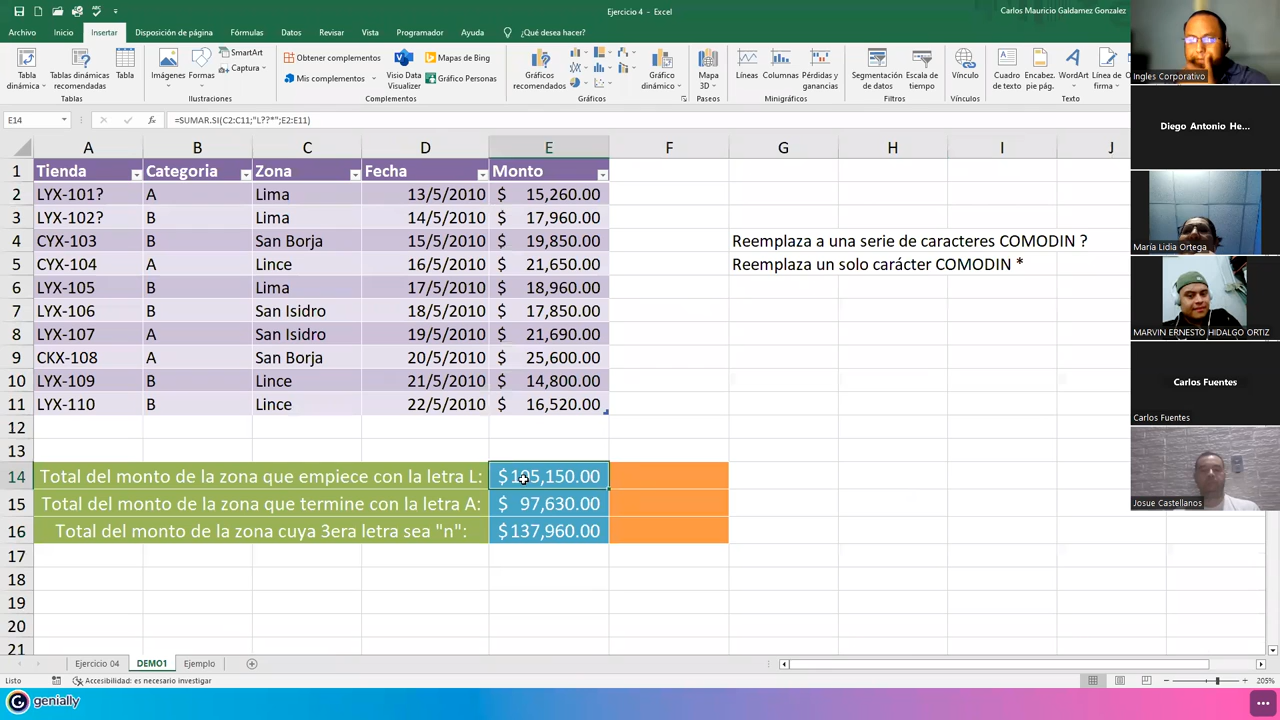 Ejercicio 4 - Excel
Carlos Mauricio Galdamez Gonzalez
Archivo Inicio Insertar Disposición de página Fórmulas Datos Revisar Vista Programador Ayuda ¿Qué desea hacer?
Tabla dinámica
Tablas dinámicas recomendadas
Tabla
Tablas
Imágenes
Formas
SmartArt
Captura
Ilustraciones
Obtener complementos
Mis complementos
Visio Data Visualizer
Mapas de Bing
Gráfico Personas
Complementos
Gráficos recomendados
Gráfico dinámico
Gráficos
Mapa 3D
Paseos
Líneas
Columnas
Pérdidas y ganancias
Minigráficos
Segmentación de datos
Escala de tiempo
Filtros
Vínculo
Vínculos
Cuadro de texto
Encabez. pie pág.
WordArt
Línea de firma
Texto
E14
fx
=SUMAR.SI(C2:C11;"L??*";E2:E11)
A B C D E F G H I J
1 Tienda Categoria Zona Fecha Monto
2 LYX-101? A Lima 13/5/2010 $ 15,260.00
3 LYX-102? B Lima 14/5/2010 $ 17,960.00
4 CYX-103 B San Borja 15/5/2010 $ 19,850.00 Reemplaza a una serie de caracteres COMODIN ?
5 CYX-104 B Lince 16/5/2010 $ 21,650.00 Reemplaza un solo carácter COMODIN *
6 LYX-105 B Lima 17/5/2010 $ 18,960.00
7 LYX-106 B San Isidro 18/5/2010 $ 17,850.00
8 LYX-107 A San Isidro 19/5/2010 $ 21,690.00
9 CKX-108 A San Borja 20/5/2010 $ 25,600.00
10 LYX-109 B Lince 21/5/2010 $ 14,800.00
11 LYX-110 B Lince 22/5/2010 $ 16,520.00
12
13
14 Total del monto de la zona que empiece con la letra L: $105,150.00
15 Total del monto de la zona que termine con la letra A: $ 97,630.00
16 Total del monto de la zona cuya 3era letra sea "n": $137,960.00
17
18
19
20
21
Ejercicio 04 DEMO1 Ejemplo
Listo Accesibilidad: es necesario investigar 205%
genially
Ingles Corporativo
Diego Antonio He...
María Lidia Ortega
MARVIN ERNESTO HIDALGO ORTIZ
Carlos Fuentes
Carlos Fuentes
Josue Castellanos